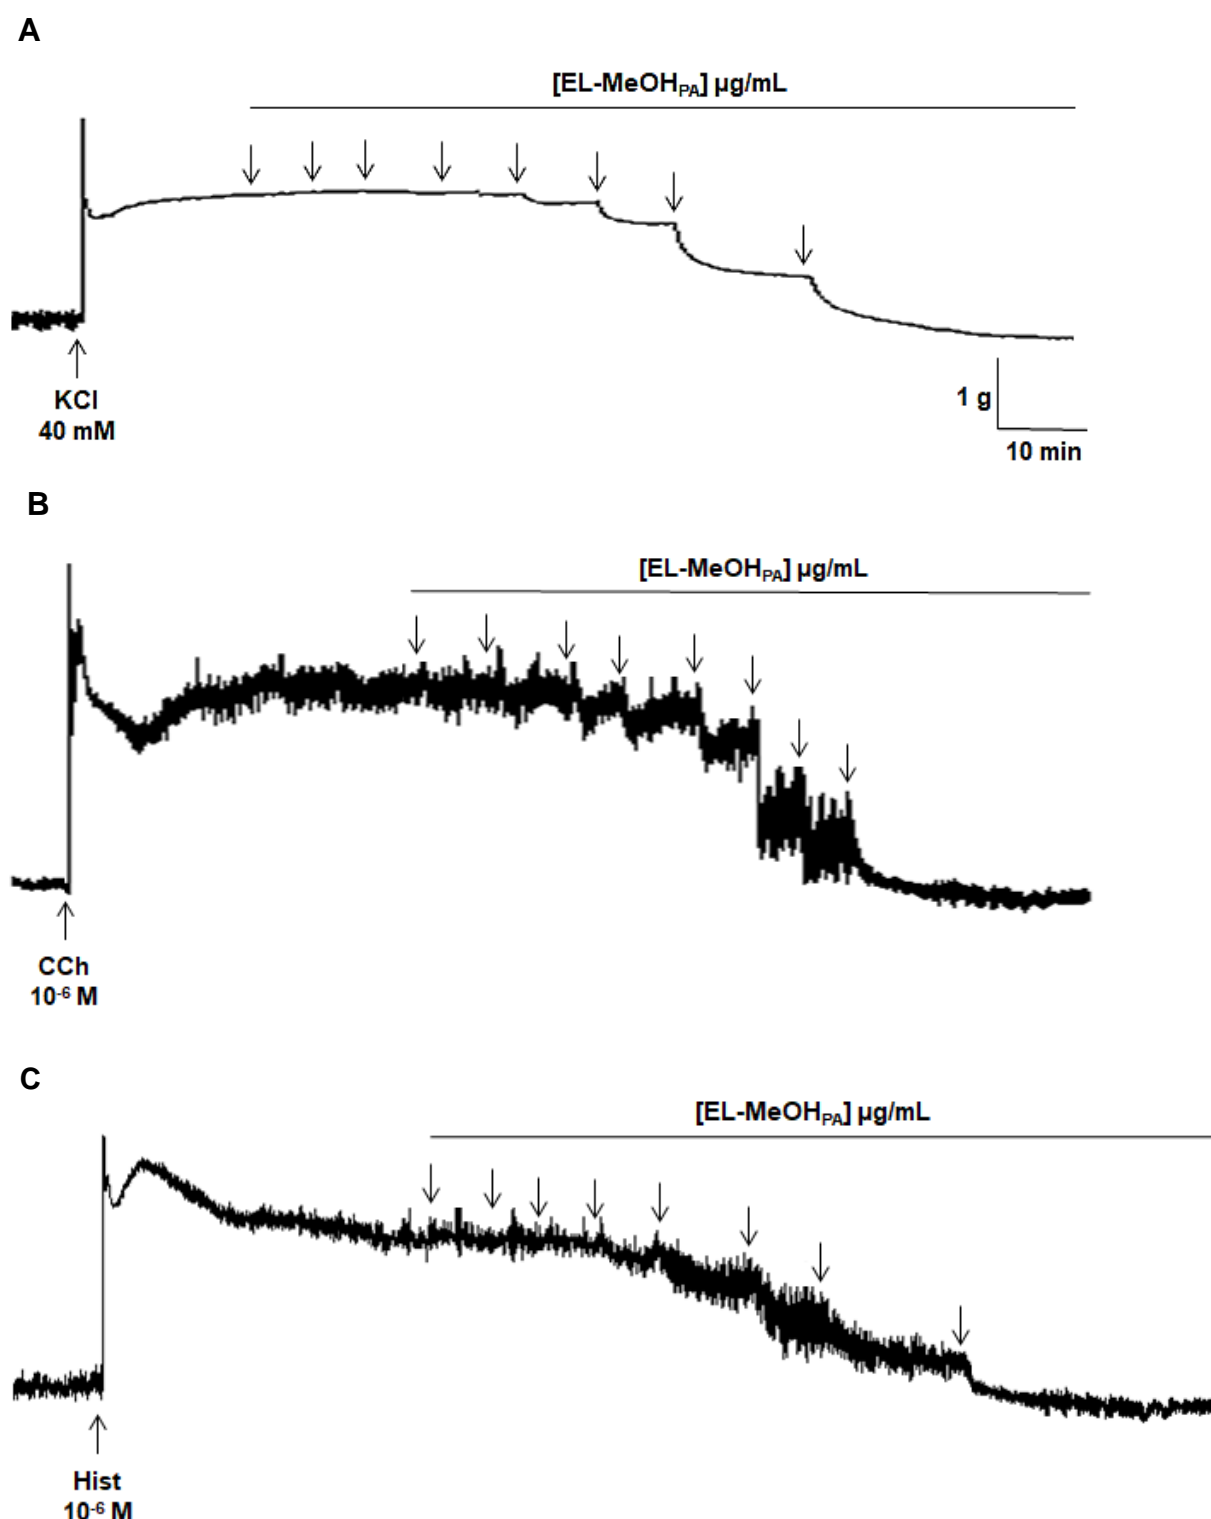 A
[EL-MeOHPA] µg/mL
KCl
40 mM
1 g
10 min
B
[EL-MeOHPA] µg/mL
CCh
10-6 M
C
[EL-MeOHPA] µg/mL
Hist
10-6 M